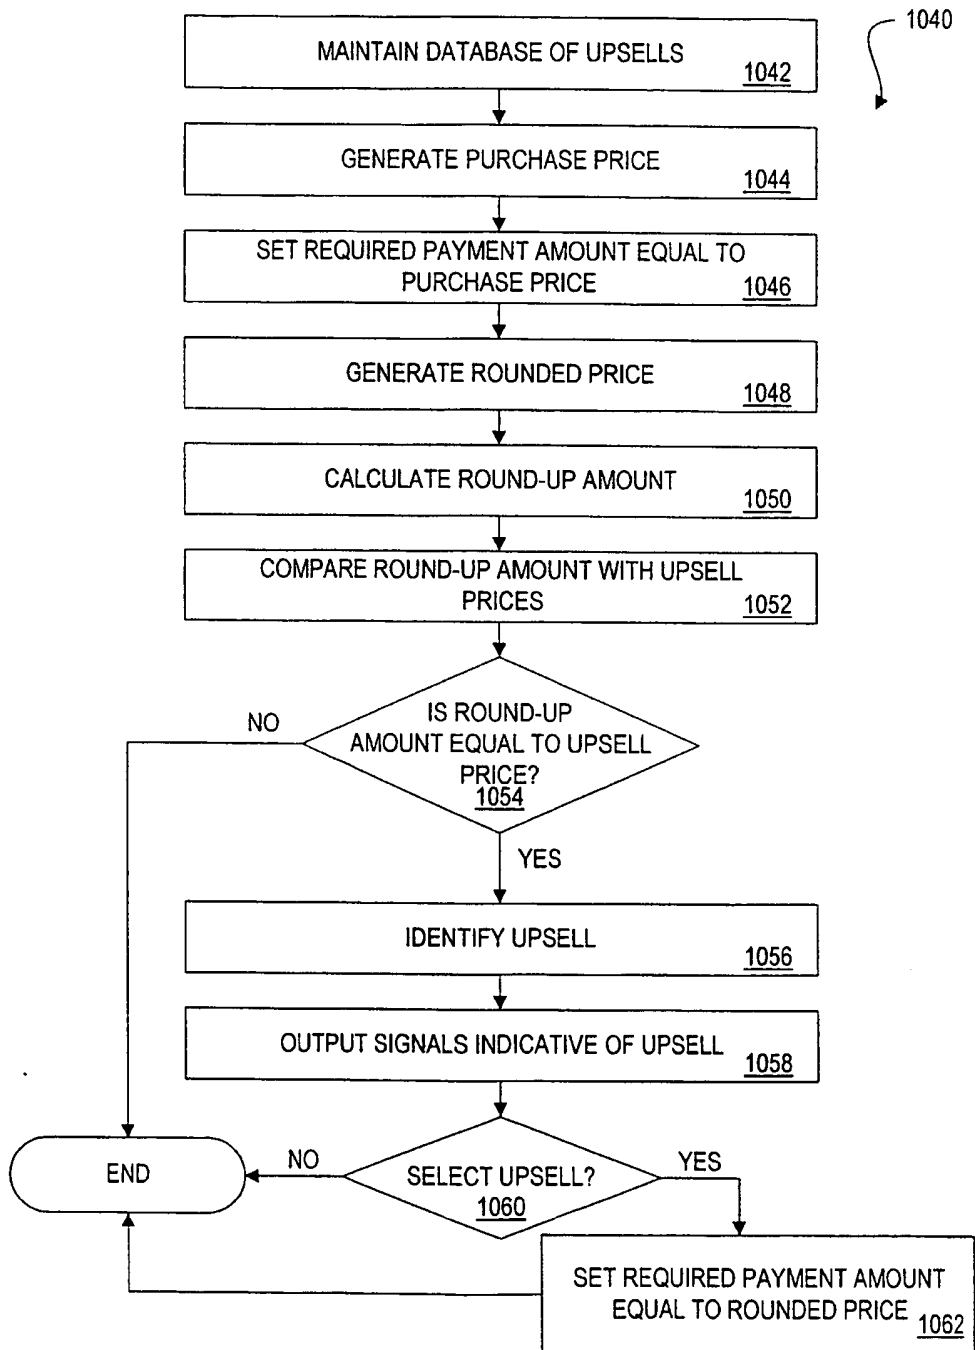 1040
MAINTAIN DATABASE OF UPSELLS
1042
GENERATE PURCHASE PRICE
1044
SET REQUIRED PAYMENT AMOUNT EQUAL TO
PURCHASE PRICE
1046
GENERATE ROUNDED PRICE
1048
CALCULATE ROUND-UP AMOUNT
1050
COMPARE ROUND-UP AMOUNT WITH UPSELL
PRICES
1052
NO
IS ROUND-UP
AMOUNT EQUAL TO UPSELL
PRICE?
1054
YES
IDENTIFY UPSELL
1056
OUTPUT SIGNALS INDICATIVE OF UPSELL
1058
END
NO
SELECT UPSELL?
1060
YES
SET REQUIRED PAYMENT AMOUNT
EQUAL TO ROUNDED PRICE
1062